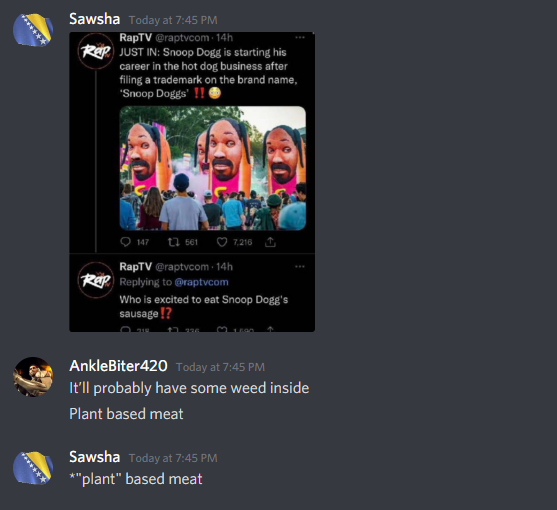 Sawsha Today at 7:45 PM
RapTV @raptvcom · 14h
JUST IN: Snoop Dogg is starting his
career in the hot dog business after
filing a trademark on the brand name,
'Snoop Doggs' ‼️😳
147 561 7,216
RapTV @raptvcom · 14h
Replying to @raptvcom
Who is excited to eat Snoop Dogg's
sausage⁉️
AnkleBiter420 Today at 7:45 PM
It'll probably have some weed inside
Plant based meat
Sawsha Today at 7:45 PM
*"plant" based meat